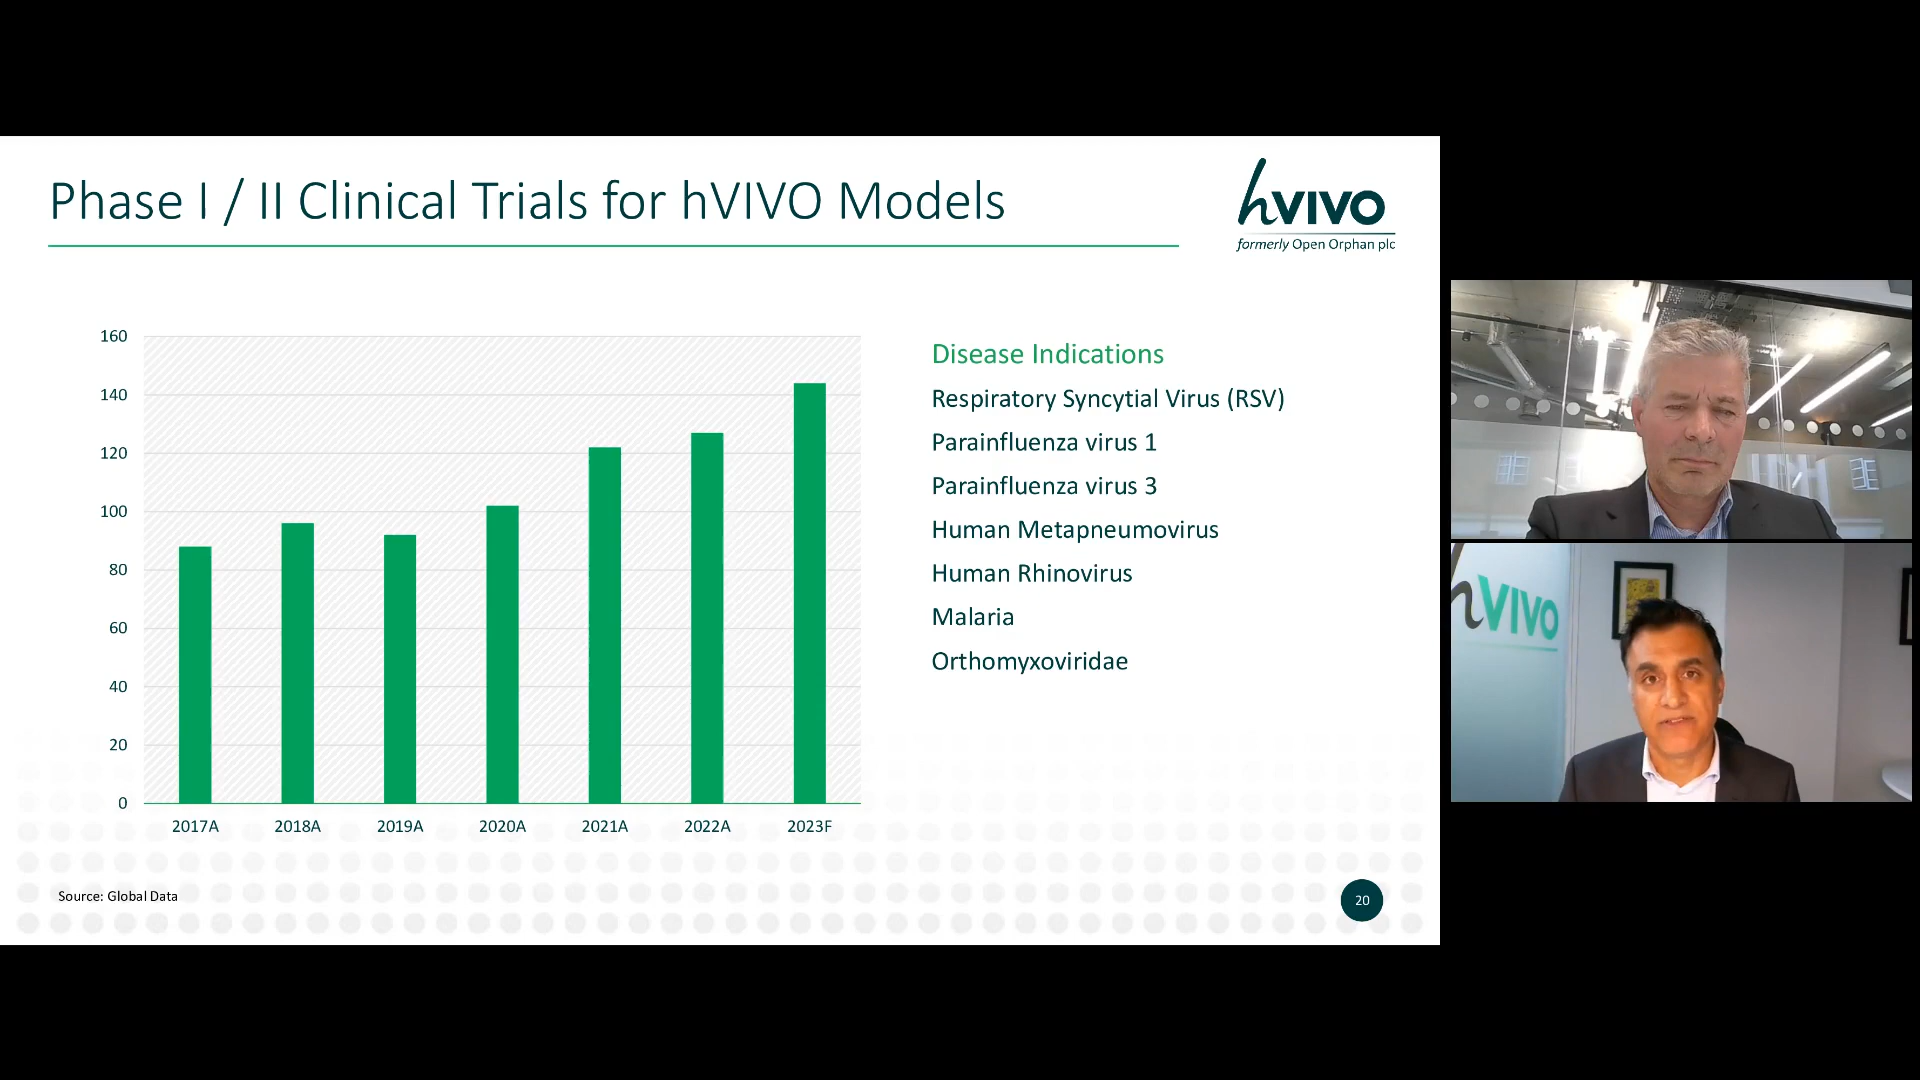 Phase I / II Clinical Trials for hVIVO Models
hVIVO
formerly Open Orphan plc
160
140
120
100
80
60
40
20
0
2017A 2018A 2019A 2020A 2021A 2022A 2023F
Disease Indications
Respiratory Syncytial Virus (RSV)
Parainfluenza virus 1
Parainfluenza virus 3
Human Metapneumovirus
Human Rhinovirus
Malaria
Orthomyxoviridae
Source: Global Data
20
hVIVO